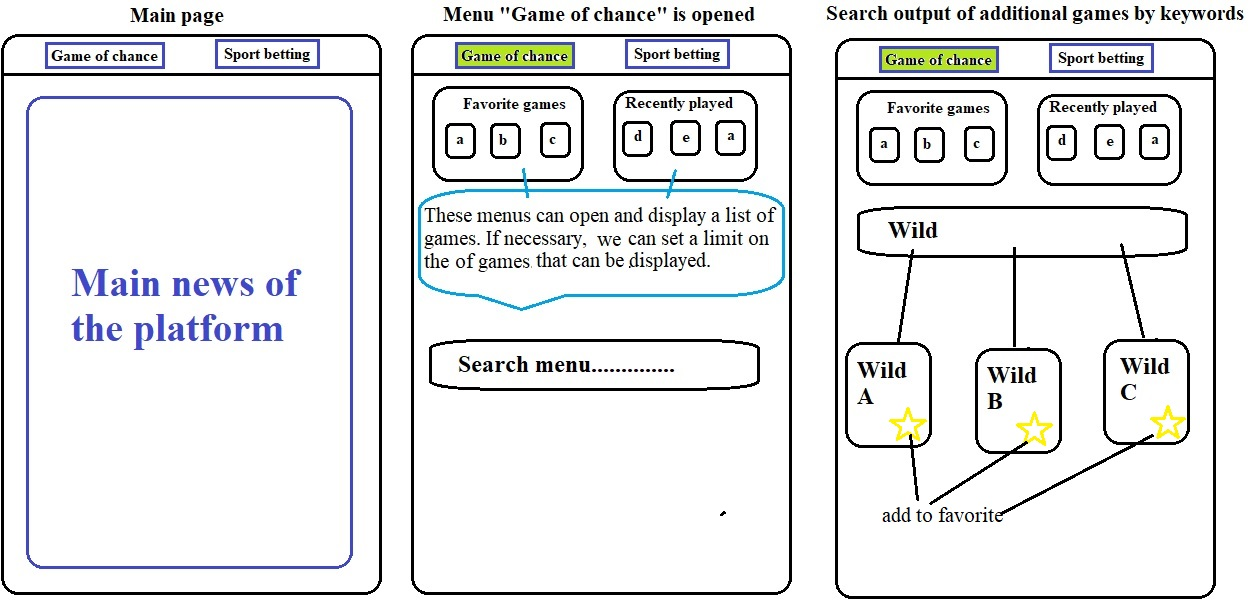 Main page
Game of chance
Sport betting
Main news of
the platform
Menu "Game of chance" is opened
Game of chance
Sport betting
Favorite games
a
b
c
Recently played
d
e
a
These menus can open and display a list of
games. If necessary, we can set a limit on
the of games that can be displayed.
Search menu..............
Search output of additional games by keywords
Game of chance
Sport betting
Favorite games
a
b
c
Recently played
d
e
a
Wild
Wild
A
Wild
B
Wild
C
add to favorite